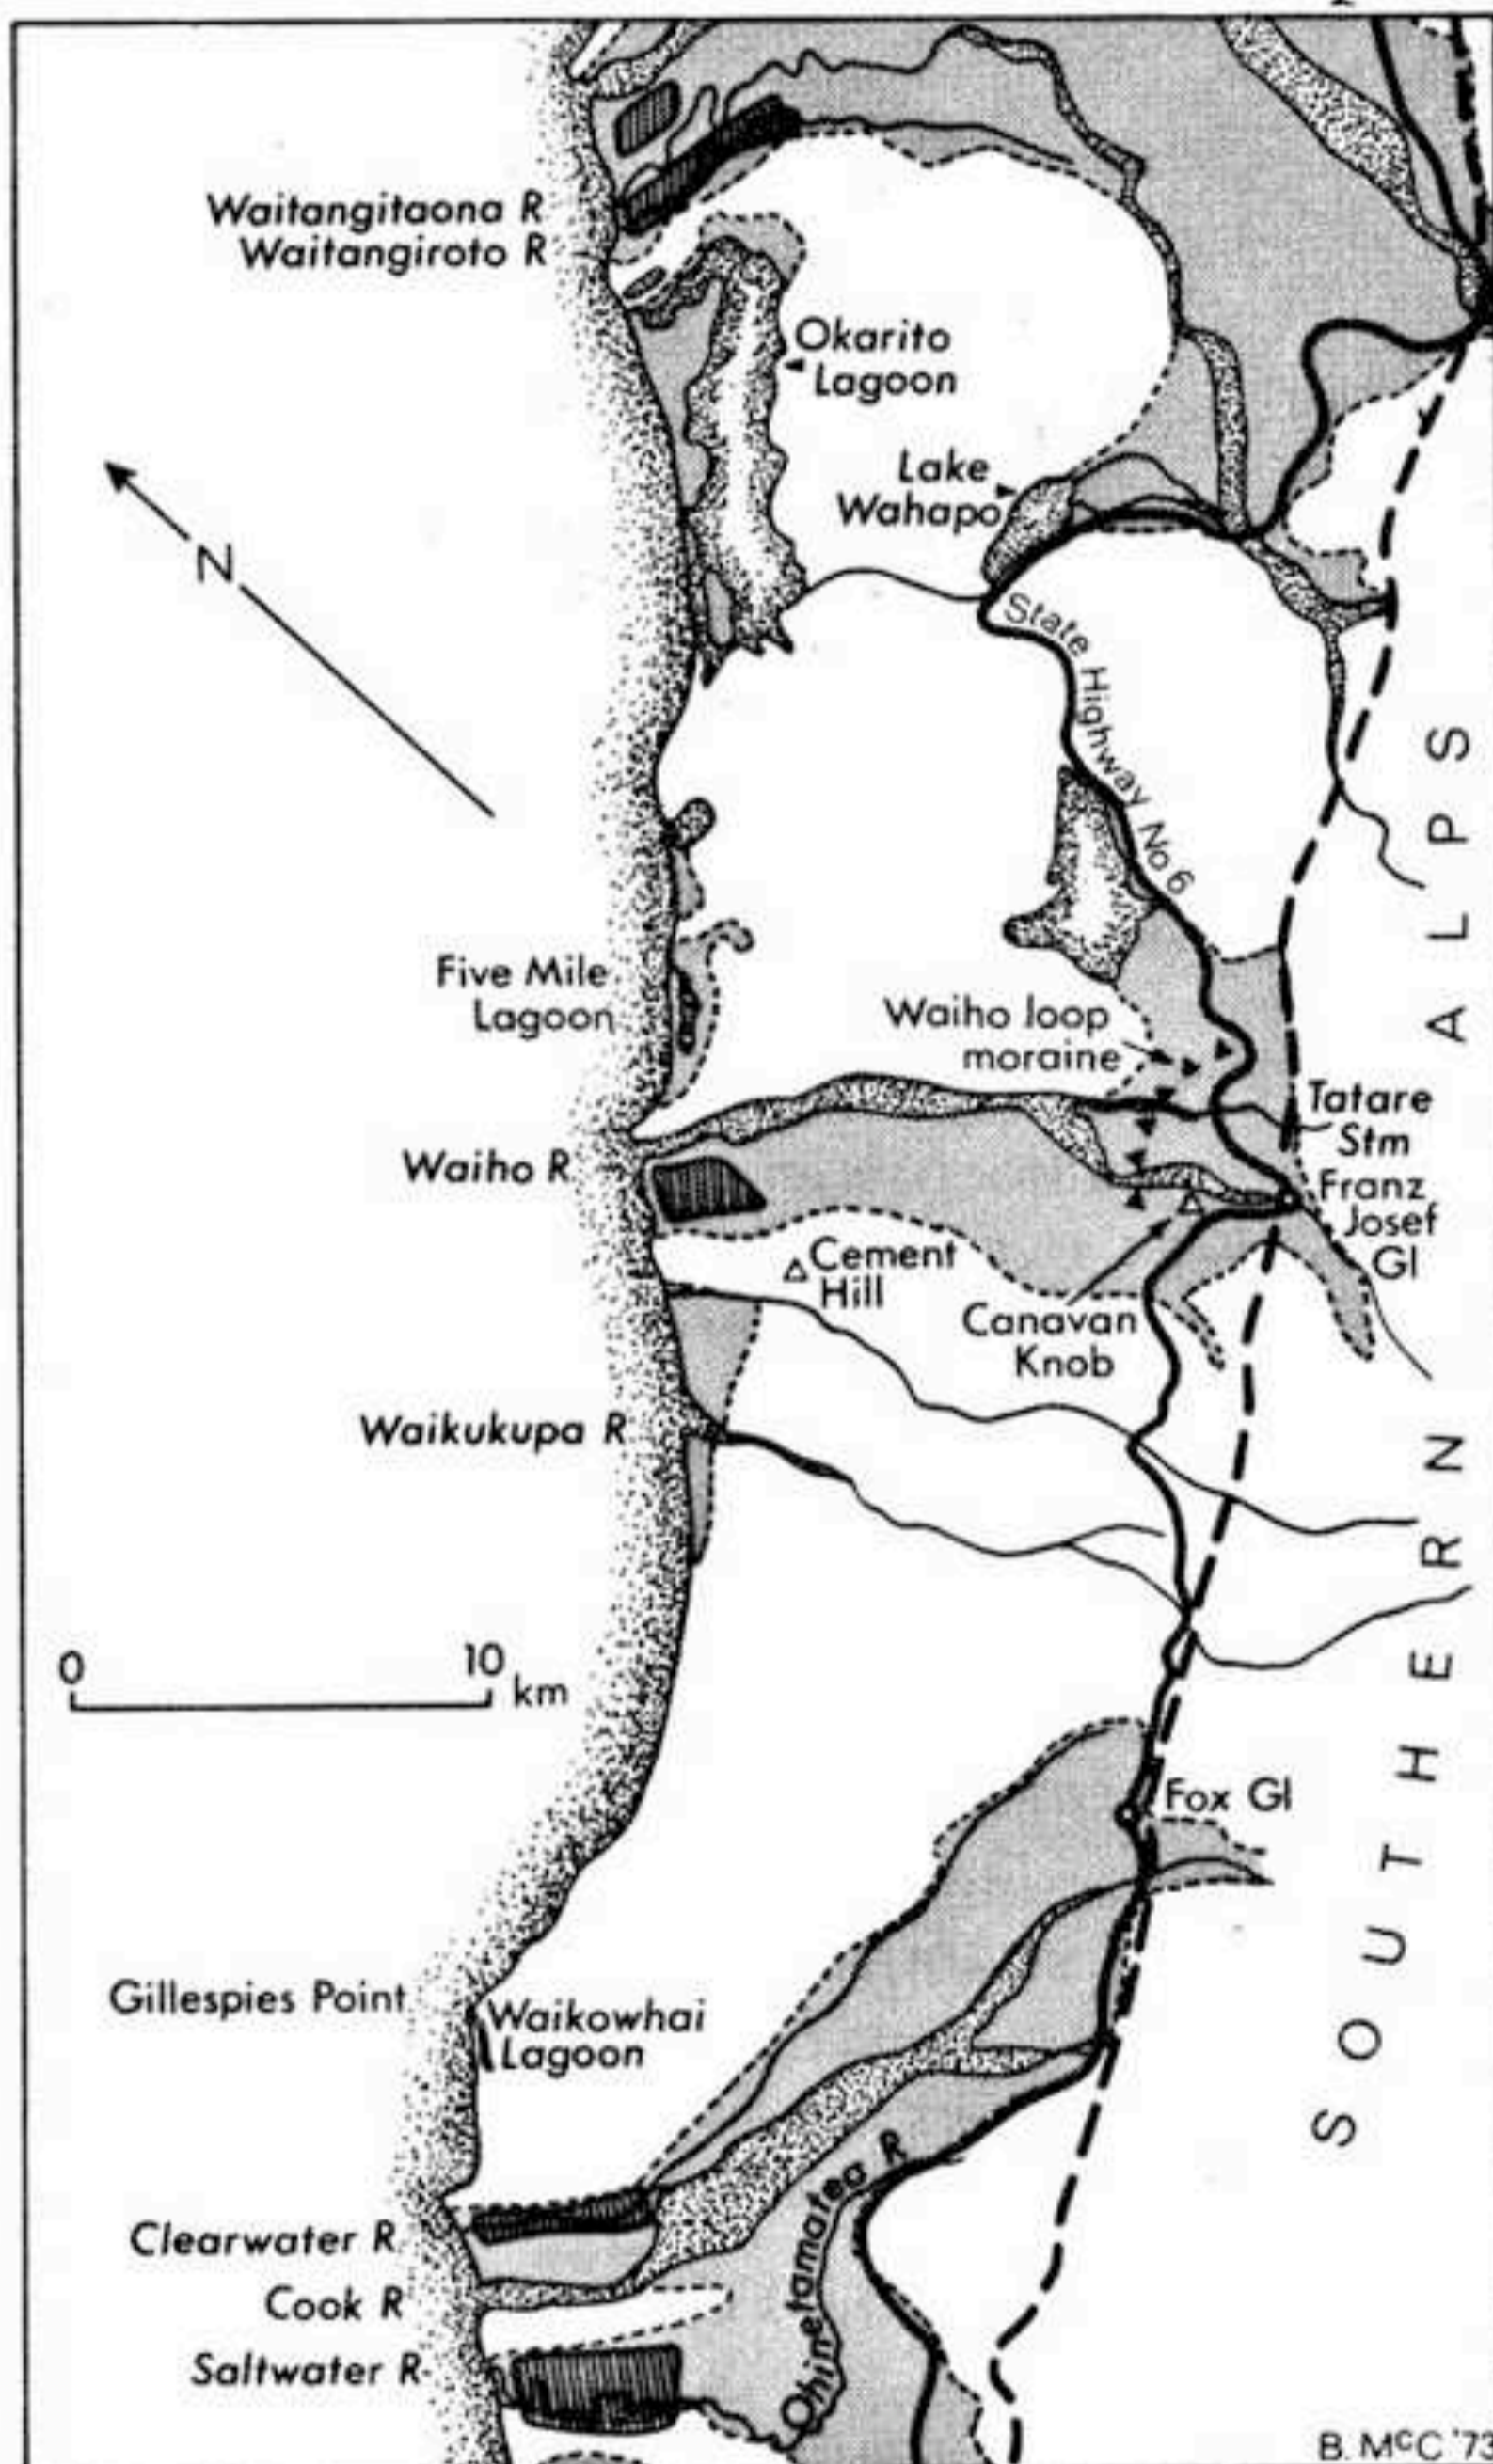 Waitangitaona R
Waitangiroto R
Okarito
Lagoon
Lake
Wahapo
N
State Highway No 6
Five Mile
Lagoon
Waiho loop
moraine
Tatare
Stm
Waiho R
Franz
Josef
Gl
Cement
Hill
Canavan
Knob
Waikukupa R
0 10 km
Fox Gl
SOUTHERN ALPS
Gillespies Point
Waikowhai
Lagoon
Ohinetamatea R
Clearwater R
Cook R
Saltwater R
B. McC '73